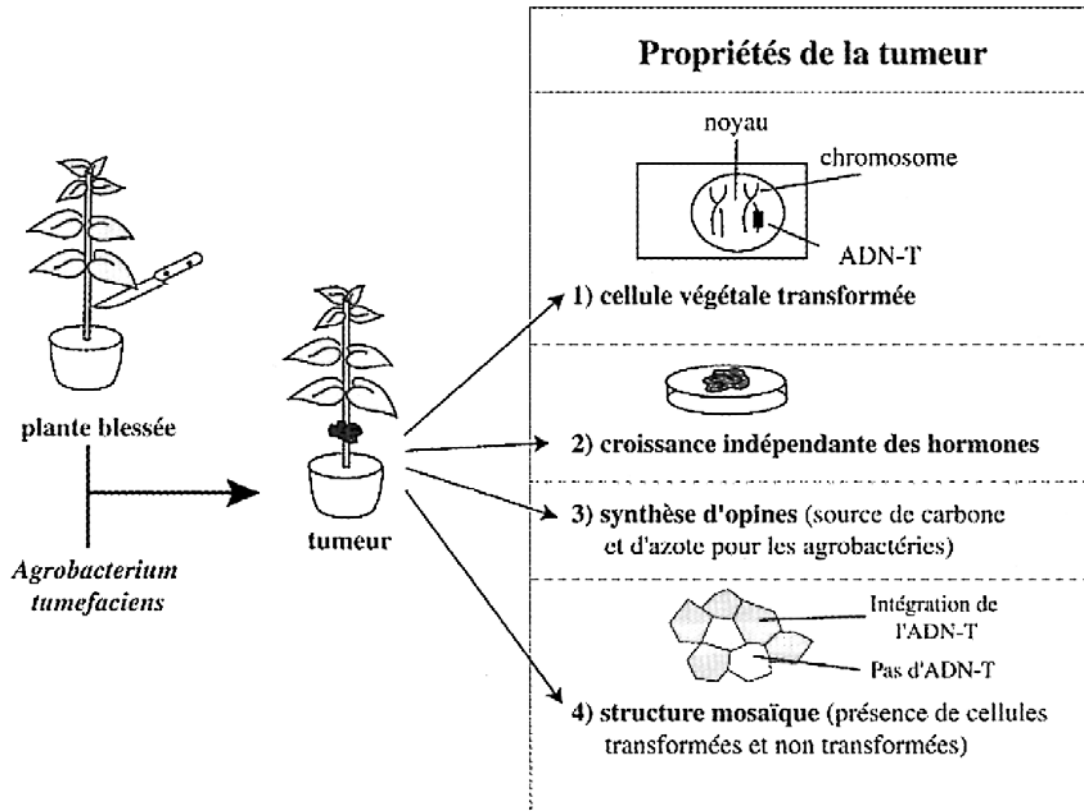 Propriétés de la tumeur
noyau
chromosome
ADN-T
1) cellule végétale transformée
plante blessée
Agrobacterium
tumefaciens
tumeur
2) croissance indépendante des hormones
3) synthèse d'opines (source de carbone
et d'azote pour les agrobactéries)
Intégration de
l'ADN-T
Pas d'ADN-T
4) structure mosaïque (présence de cellules
transformées et non transformées)